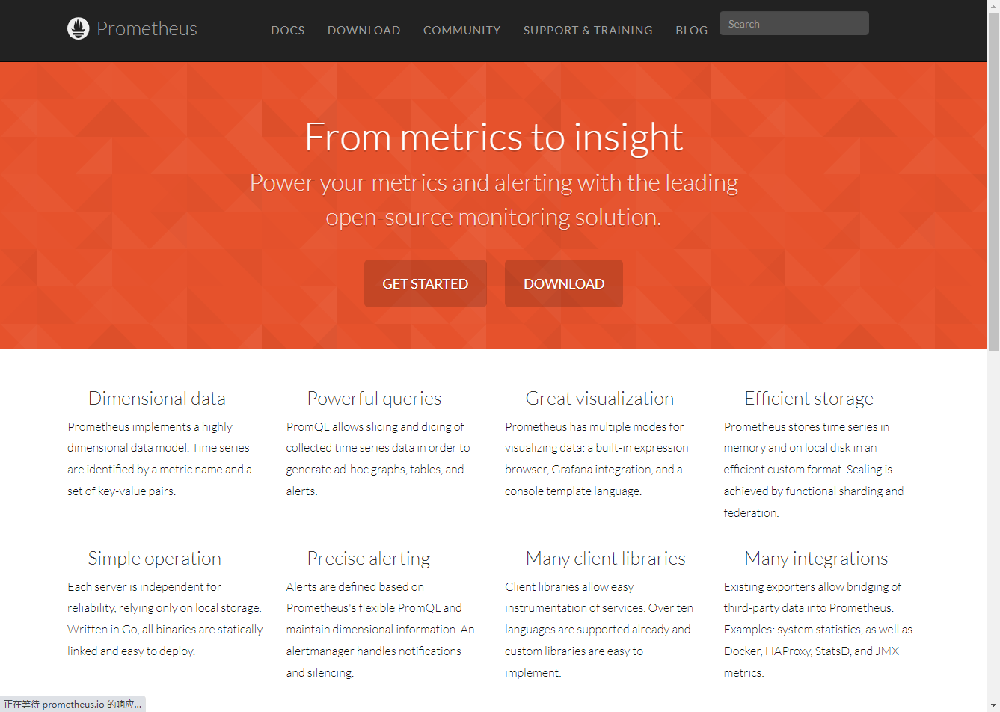 Prometheus
DOCS
DOWNLOAD
COMMUNITY
SUPPORT & TRAINING
BLOG
Search
From metrics to insight
Power your metrics and alerting with the leading
open-source monitoring solution.
GET STARTED
DOWNLOAD
Dimensional data
Prometheus implements a highly
dimensional data model. Time series
are identified by a metric name and a
set of key-value pairs.
Powerful queries
PromQL allows slicing and dicing of
collected time series data in order to
generate ad-hoc graphs, tables, and
alerts.
Great visualization
Prometheus has multiple modes for
visualizing data: a built-in expression
browser, Grafana integration, and a
console template language.
Efficient storage
Prometheus stores time series in
memory and on local disk in an
efficient custom format. Scaling is
achieved by functional sharding and
federation.
Simple operation
Each server is independent for
reliability, relying only on local storage.
Written in Go, all binaries are statically
linked and easy to deploy.
Precise alerting
Alerts are defined based on
Prometheus's flexible PromQL and
maintain dimensional information. An
alertmanager handles notifications
and silencing.
Many client libraries
Client libraries allow easy
instrumentation of services. Over ten
languages are supported already and
custom libraries are easy to
implement.
Many integrations
Existing exporters allow bridging of
third-party data into Prometheus.
Examples: system statistics, as well as
Docker, HAProxy, StatsD, and JMX
metrics.
正在等待 prometheus.io 的响应...